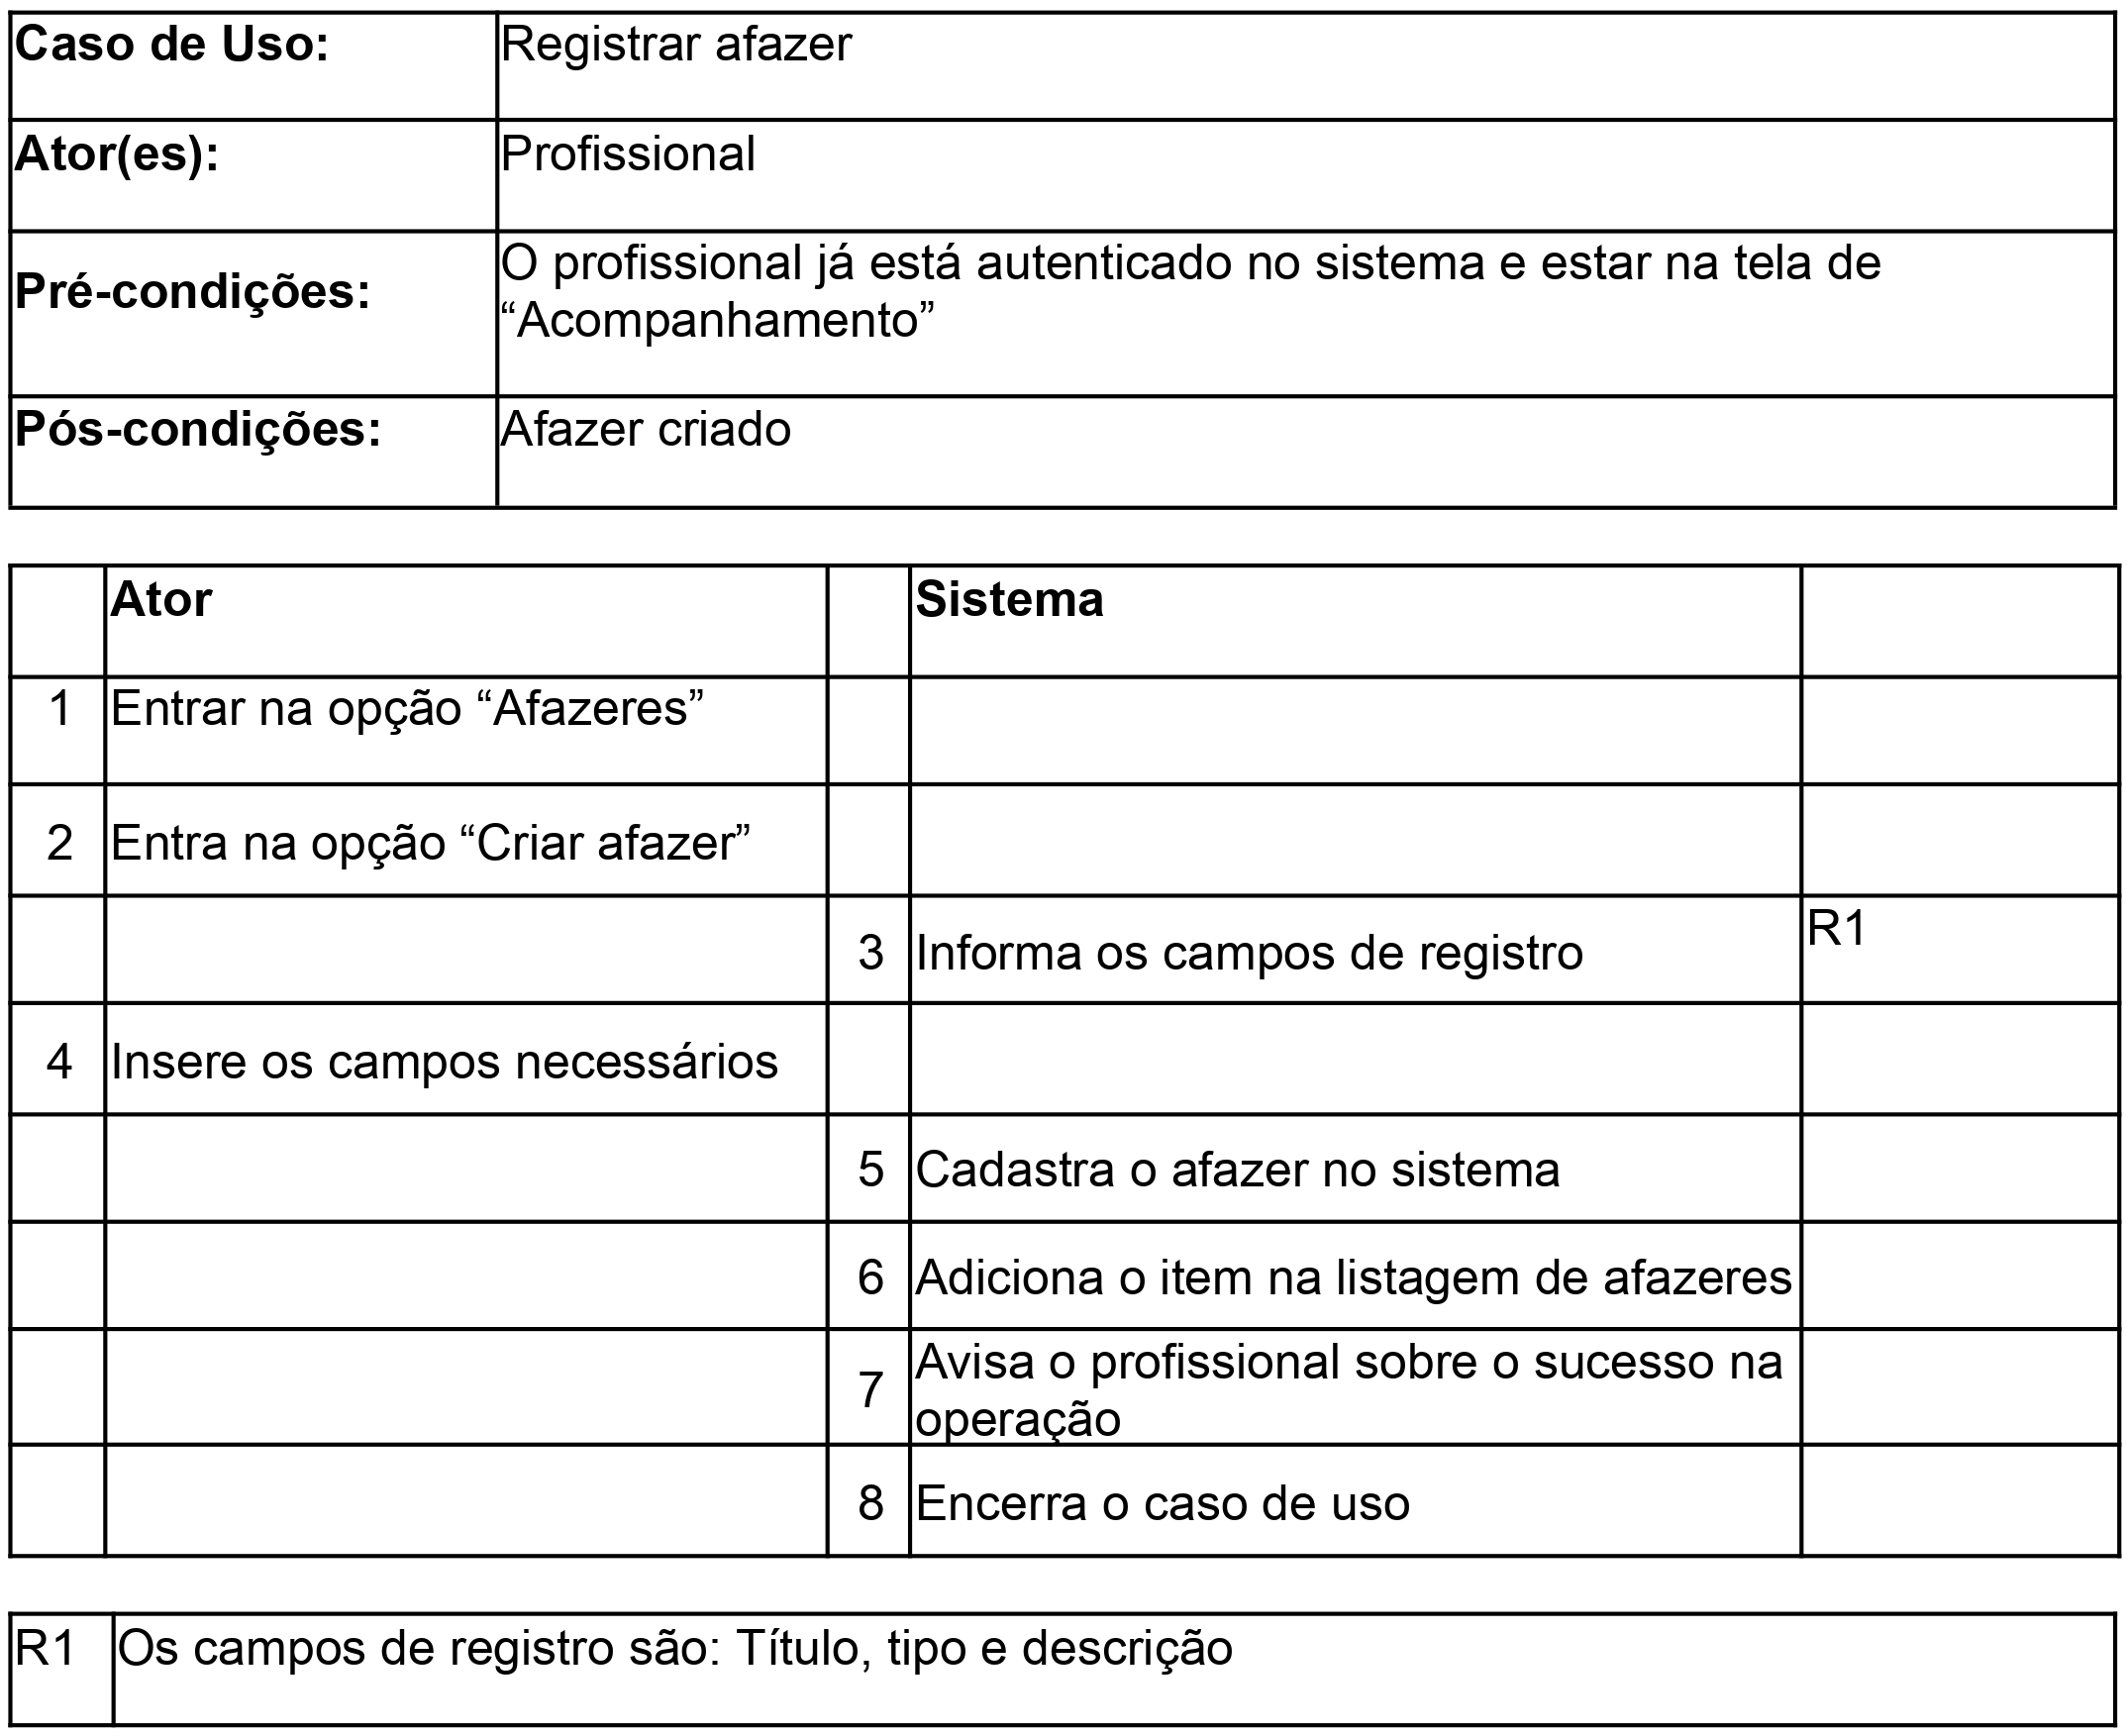 Caso de Uso: Registrar afazer
Ator(es): Profissional
Pré-condições: O profissional já está autenticado no sistema e estar na tela de
“Acompanhamento”
Pós-condições: Afazer criado
Ator Sistema
1 Entrar na opção “Afazeres”
2 Entra na opção “Criar afazer”
3 Informa os campos de registro R1
4 Insere os campos necessários
5 Cadastra o afazer no sistema
6 Adiciona o item na listagem de afazeres
7 Avisa o profissional sobre o sucesso na
operação
8 Encerra o caso de uso
R1 Os campos de registro são: Título, tipo e descrição